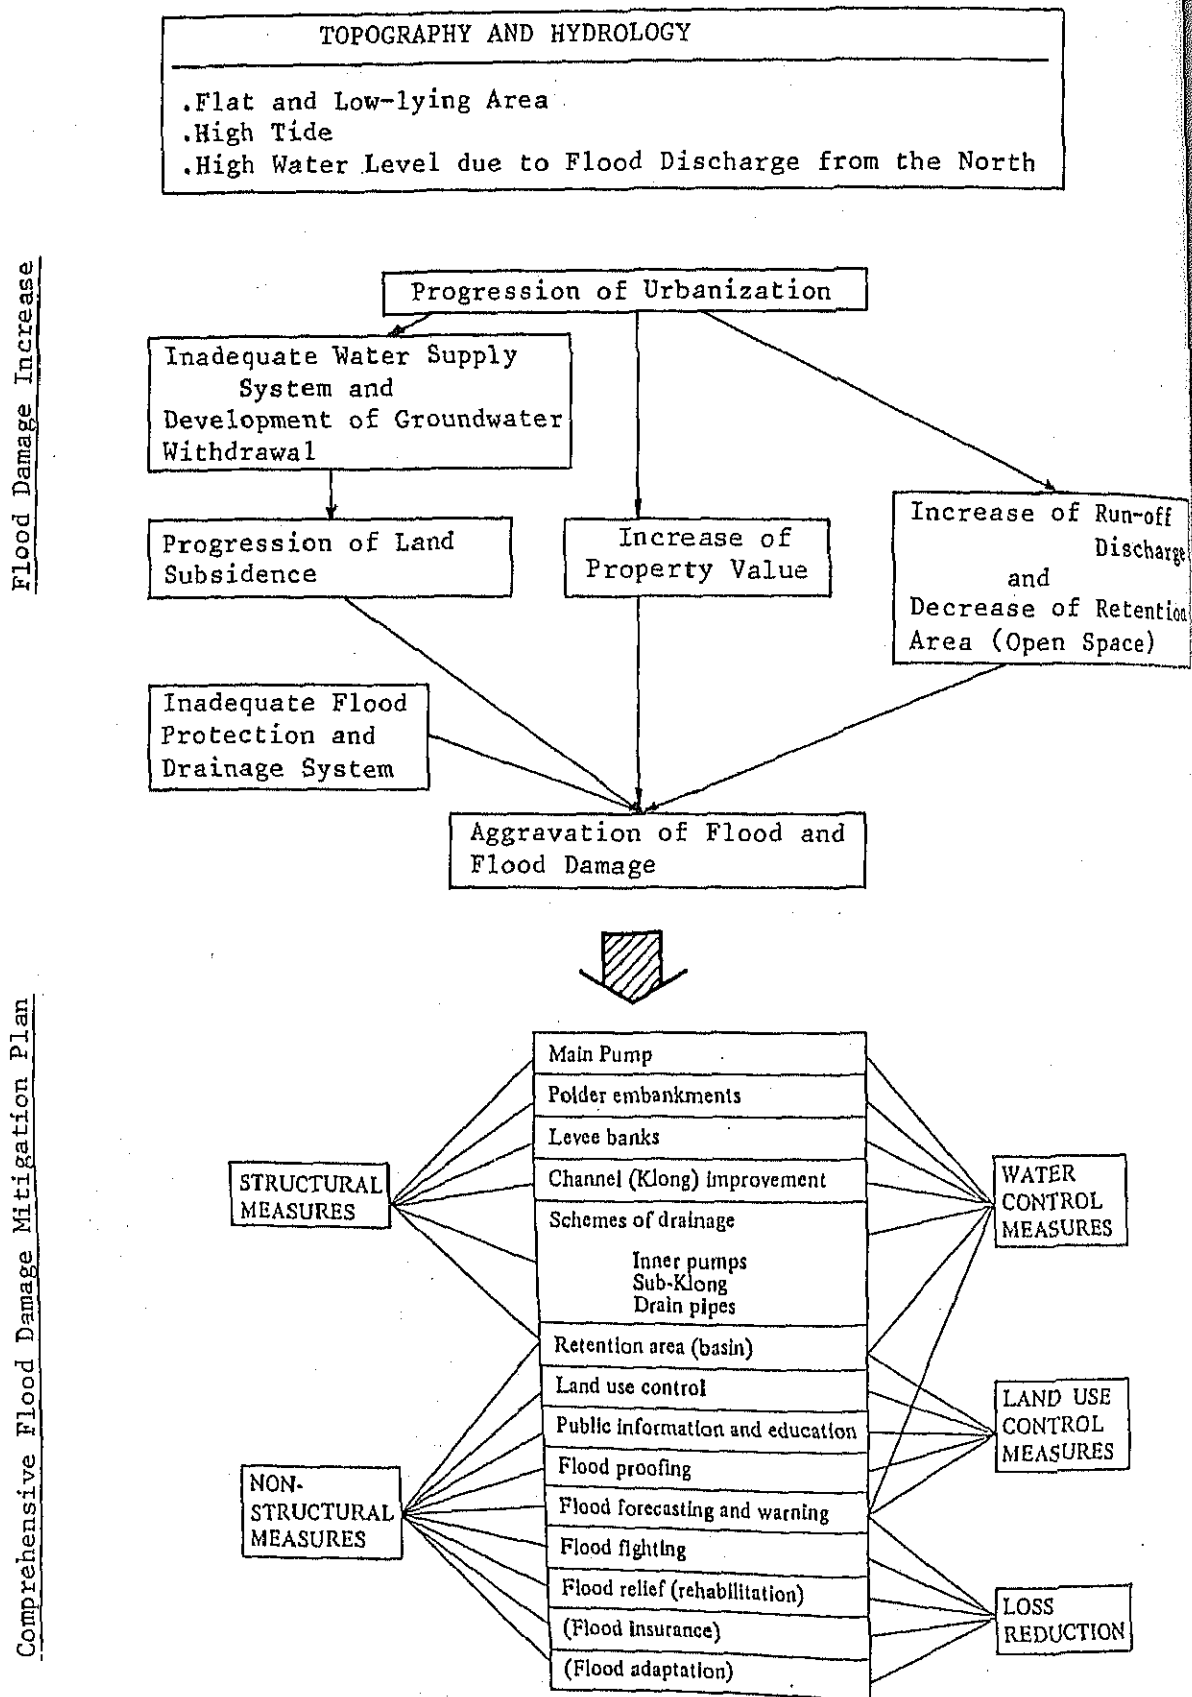 TOPOGRAPHY AND HYDROLOGY
.Flat and Low-lying Area
.High Tide
.High Water Level due to Flood Discharge from the North
Flood Damage Increase
Progression of Urbanization
Inadequate Water Supply
System and
Development of Groundwater
Withdrawal
Progression of Land
Subsidence
Increase of
Property Value
Increase of Run-off
Discharge
and
Decrease of Retention
Area (Open Space)
Inadequate Flood
Protection and
Drainage System
Aggravation of Flood and
Flood Damage
Comprehensive Flood Damage Mitigation Plan
STRUCTURAL
MEASURES
NON-
STRUCTURAL
MEASURES
Main Pump
Polder embankments
Levee banks
Channel (Klong) improvement
Schemes of drainage
Inner pumps
Sub-Klong
Drain pipes
Retention area (basin)
Land use control
Public information and education
Flood proofing
Flood forecasting and warning
Flood fighting
Flood relief (rehabilitation)
(Flood insurance)
(Flood adaptation)
WATER
CONTROL
MEASURES
LAND USE
CONTROL
MEASURES
LOSS
REDUCTION